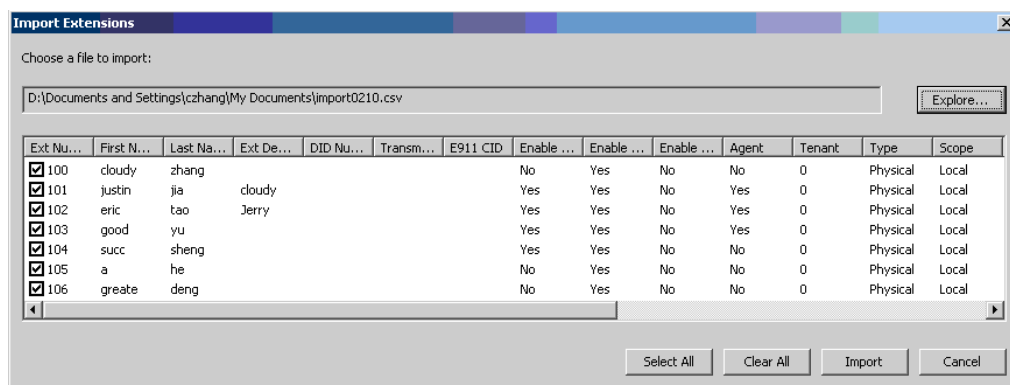 Import Extensions
Choose a file to import:
D:\Documents and Settings\czhang\My Documents\import0210.csv
Explore...
Ext Nu... First N... Last Na... Ext De... DID Nu... Transm... E911 CID Enable ... Enable ... Enable ... Agent Tenant Type Scope
100 cloudy zhang No Yes No No 0 Physical Local
101 justin jia cloudy Yes Yes No Yes 0 Physical Local
102 eric tao Jerry Yes Yes No Yes 0 Physical Local
103 good yu Yes Yes No Yes 0 Physical Local
104 succ sheng Yes Yes No No 0 Physical Local
105 a he No Yes No No 0 Physical Local
106 greate deng No Yes No No 0 Physical Local
Select All Clear All Import Cancel